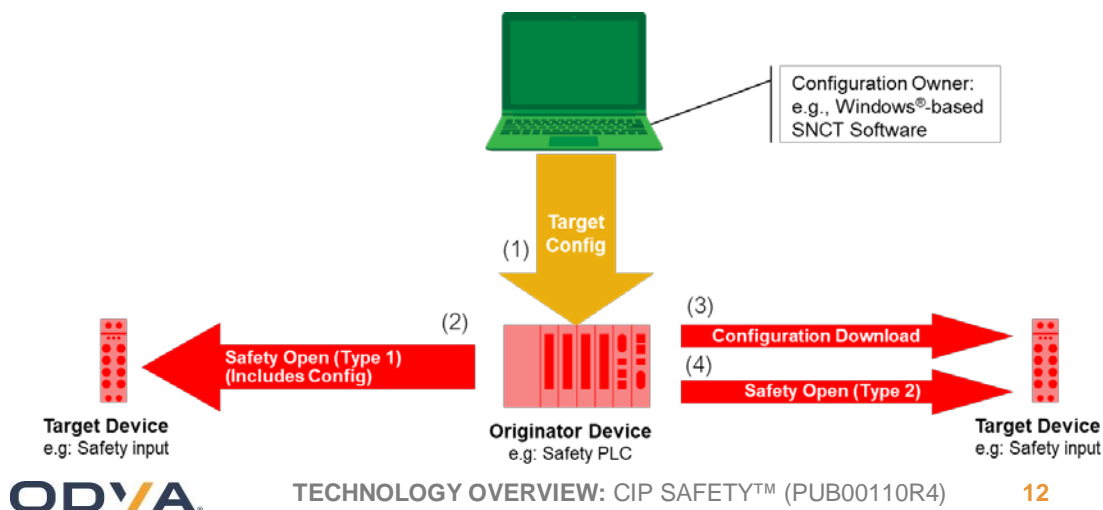 Configuration Owner:
e.g., Windows®-based
SNCT Software
Target
Config
(1)
(2)
Safety Open (Type 1)
(Includes Config)
(3)
Configuration Download
(4)
Safety Open (Type 2)
Target Device
e.g: Safety input
Originator Device
e.g: Safety PLC
Target Device
e.g: Safety input
ODVA.
TECHNOLOGY OVERVIEW: CIP SAFETY™ (PUB00110R4) 12